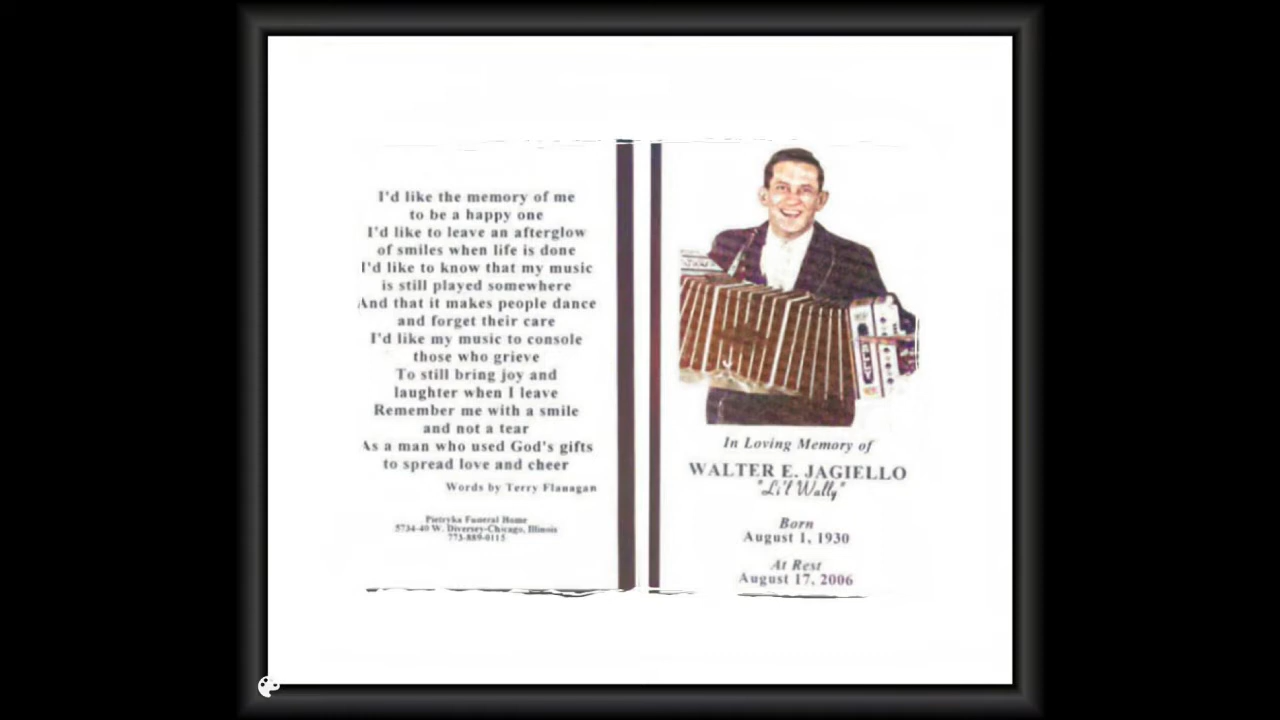 I'd like the memory of me
to be a happy one
I'd like to leave an afterglow
of smiles when life is done
I'd like to know that my music
is still played somewhere
And that it makes people dance
and forget their care
I'd like my music to console
those who grieve
To still bring joy and
laughter when I leave
Remember me with a smile
and not a tear
As a man who used God's gifts
to spread love and cheer
Words by Terry Flanagan
Pietryka Funeral Home
5734-40 W. Diversey-Chicago, Illinois
773-889-0115
In Loving Memory of
WALTER E. JAGIELLO
"Li'l Wally"
Born
August 1, 1930
At Rest
August 17, 2006